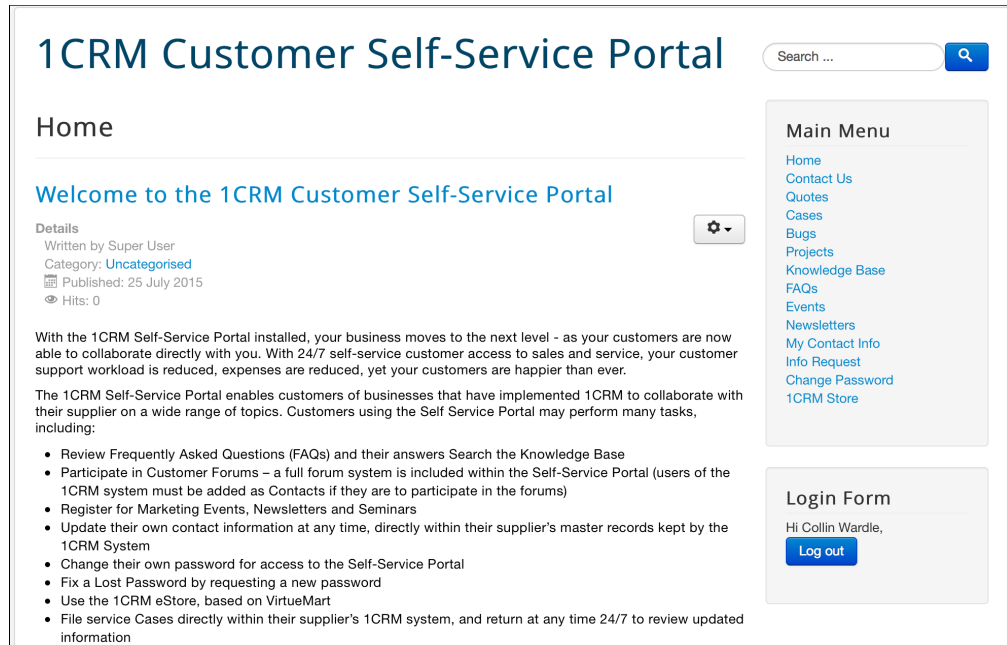 1CRM Customer Self-Service Portal
Search ...
Home
Welcome to the 1CRM Customer Self-Service Portal
Details
Written by Super User
Category: Uncategorised
Published: 25 July 2015
Hits: 0
With the 1CRM Self-Service Portal installed, your business moves to the next level - as your customers are now
able to collaborate directly with you. With 24/7 self-service customer access to sales and service, your customer
support workload is reduced, expenses are reduced, yet your customers are happier than ever.
The 1CRM Self-Service Portal enables customers of businesses that have implemented 1CRM to collaborate with
their supplier on a wide range of topics. Customers using the Self Service Portal may perform many tasks,
including:
• Review Frequently Asked Questions (FAQs) and their answers Search the Knowledge Base
• Participate in Customer Forums – a full forum system is included within the Self-Service Portal (users of the
1CRM system must be added as Contacts if they are to participate in the forums)
• Register for Marketing Events, Newsletters and Seminars
• Update their own contact information at any time, directly within their supplier's master records kept by the
1CRM System
• Change their own password for access to the Self-Service Portal
• Fix a Lost Password by requesting a new password
• Use the 1CRM eStore, based on VirtueMart
• File service Cases directly within their supplier's 1CRM system, and return at any time 24/7 to review updated
information
Main Menu
Home
Contact Us
Quotes
Cases
Bugs
Projects
Knowledge Base
FAQs
Events
Newsletters
My Contact Info
Info Request
Change Password
1CRM Store
Login Form
Hi Collin Wardle,
Log out